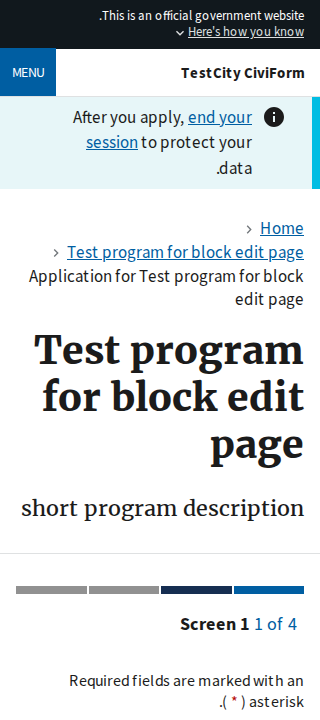 .This is an official government website
Here's how you know
MENU
TestCity CiviForm
After you apply, end your
session to protect your
.data
Home
Test program for block edit page
Application for Test program for block
edit page
Test program
for block edit
page
short program description
Screen 1 1 of 4
Required fields are marked with an
.( * ) asterisk